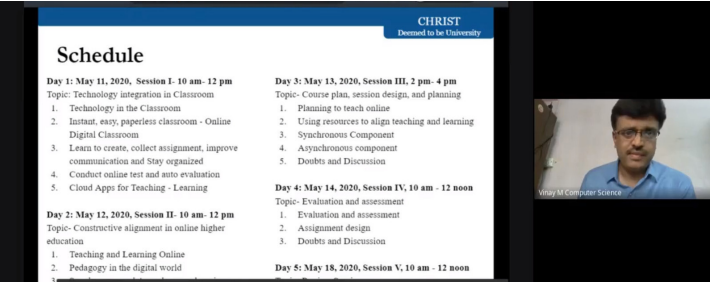 CHRIST
Deemed to be University
Schedule
Day 1: May 11, 2020, Session I- 10 am- 12 pm
Topic: Technology integration in Classroom
1. Technology in the Classroom
2. Instant, easy, paperless classroom - Online
Digital Classroom
3. Learn to create, collect assignment, improve
communication and Stay organized
4. Conduct online test and auto evaluation
5. Cloud Apps for Teaching - Learning
Day 2: May 12, 2020, Session II- 10 am- 12 pm
Topic- Constructive alignment in online higher
education
1. Teaching and Learning Online
2. Pedagogy in the digital world
Day 3: May 13, 2020, Session III, 2 pm- 4 pm
Topic- Course plan, session design, and planning
1. Planning to teach online
2. Using resources to align teaching and learning
3. Synchronous Component
4. Asynchronous component
5. Doubts and Discussion
Day 4: May 14, 2020, Session IV, 10 am - 12 noon
Topic- Evaluation and assessment
1. Evaluation and assessment
2. Assignment design
3. Doubts and Discussion
Day 5: May 18, 2020, Session V, 10 am - 12 noon
Vinay M Computer Science